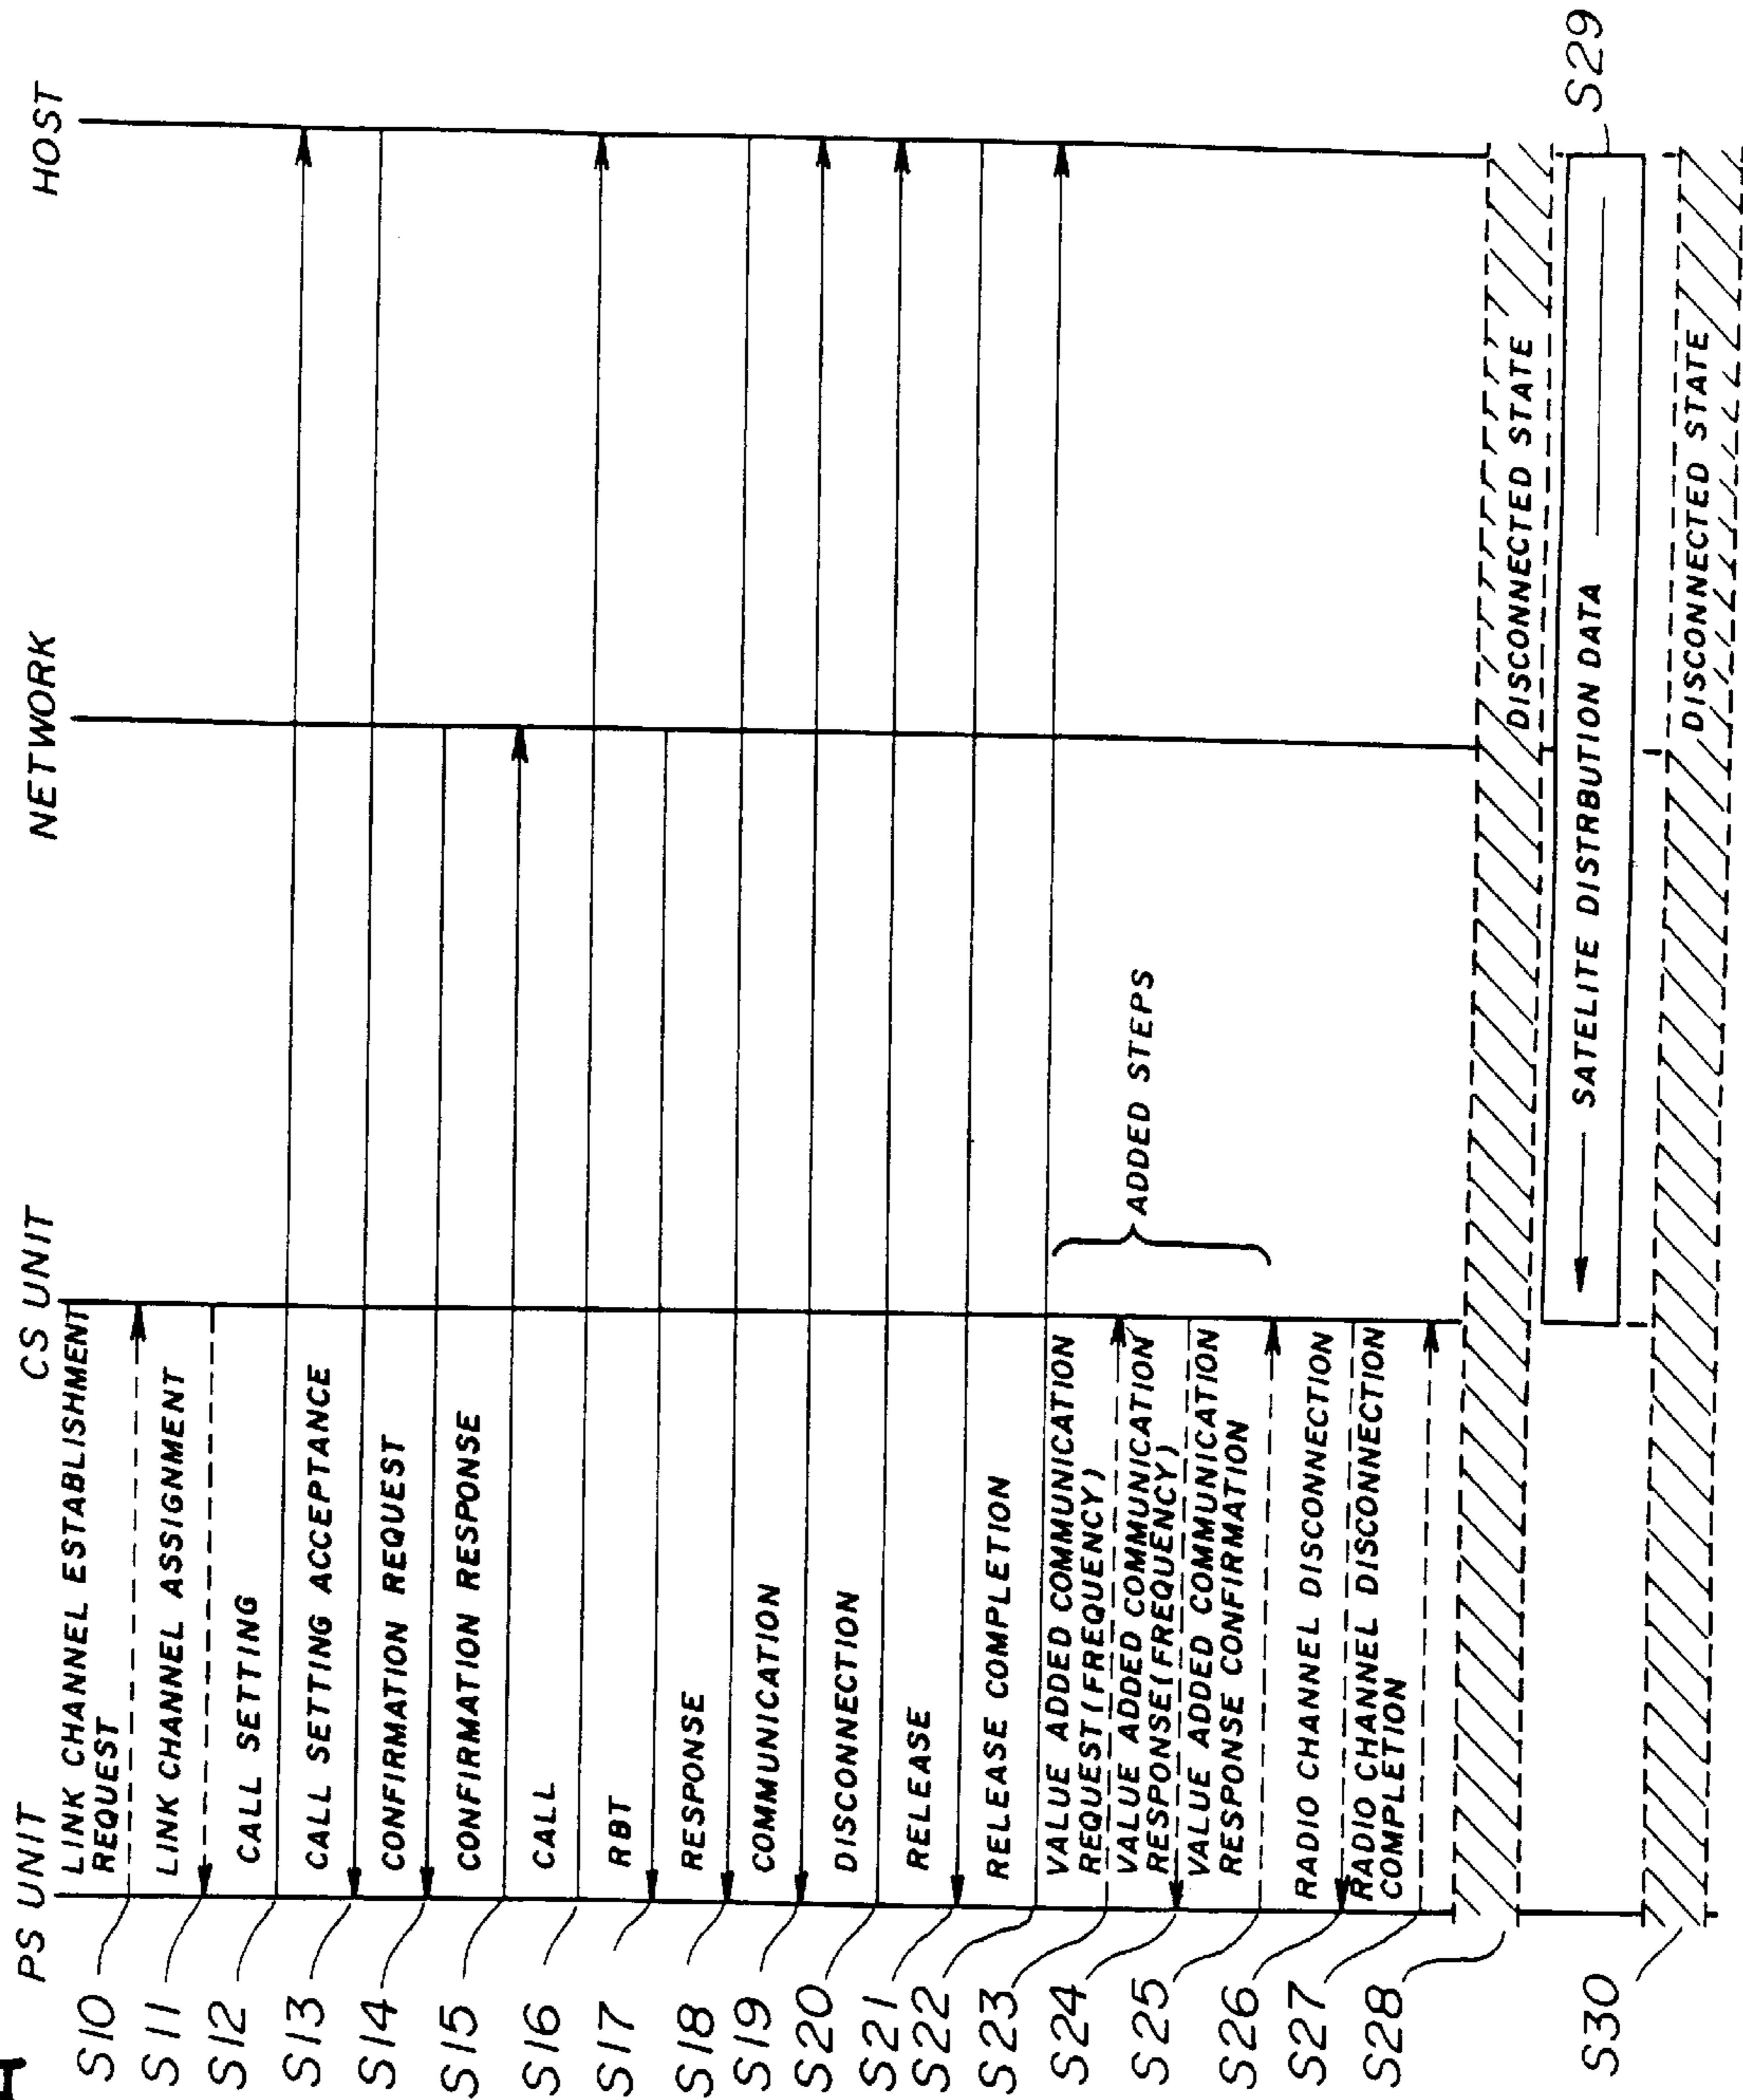 PS UNIT
CS UNIT
NETWORK
HOST
S10
LINK CHANNEL ESTABLISHMENT
REQUEST
S11
LINK CHANNEL ASSIGNMENT
S12
CALL SETTING
S13
CALL SETTING ACCEPTANCE
S14
CONFIRMATION REQUEST
S15
CONFIRMATION RESPONSE
S16
CALL
S17
RBT
S18
RESPONSE
S19
COMMUNICATION
S20
DISCONNECTION
S21
RELEASE
S22
RELEASE COMPLETION
S23
VALUE ADDED COMMUNICATION
REQUEST(FREQUENCY)
S24
VALUE ADDED COMMUNICATION
RESPONSE(FREQUENCY)
S25
VALUE ADDED COMMUNICATION
RESPONSE CONFIRMATION
ADDED STEPS
S26
RADIO CHANNEL DISCONNECTION
S27
RADIO CHANNEL DISCONNECTION
COMPLETION
S28
DISCONNECTED STATE
SATELITE DISTRBUTION DATA
S29
S30
DISCONNECTED STATE